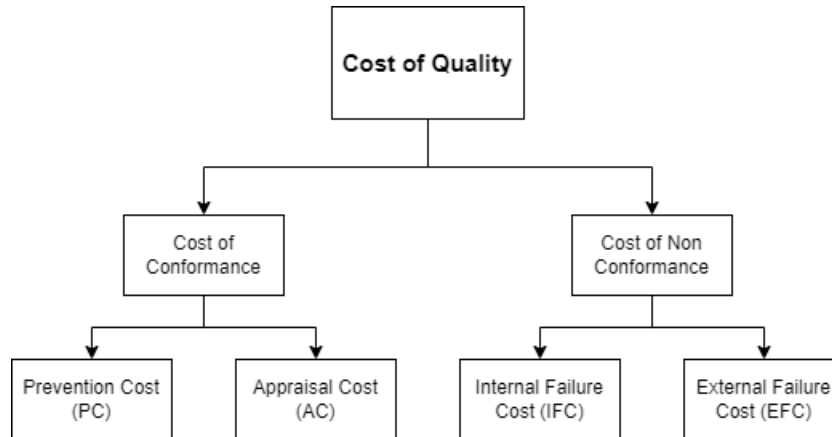 Cost of Quality
Cost of
Conformance
Cost of Non
Conformance
Prevention Cost
(PC)
Appraisal Cost
(AC)
Internal Failure
Cost (IFC)
External Failure
Cost (EFC)